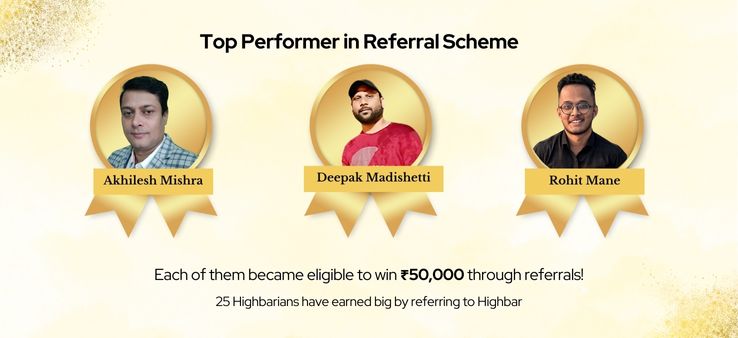 Top Performer in Referral Scheme
Akhilesh Mishra
Deepak Madishetti
Rohit Mane
Each of them became eligible to win ₹50,000 through referrals!
25 Highbarians have earned big by referring to Highbar